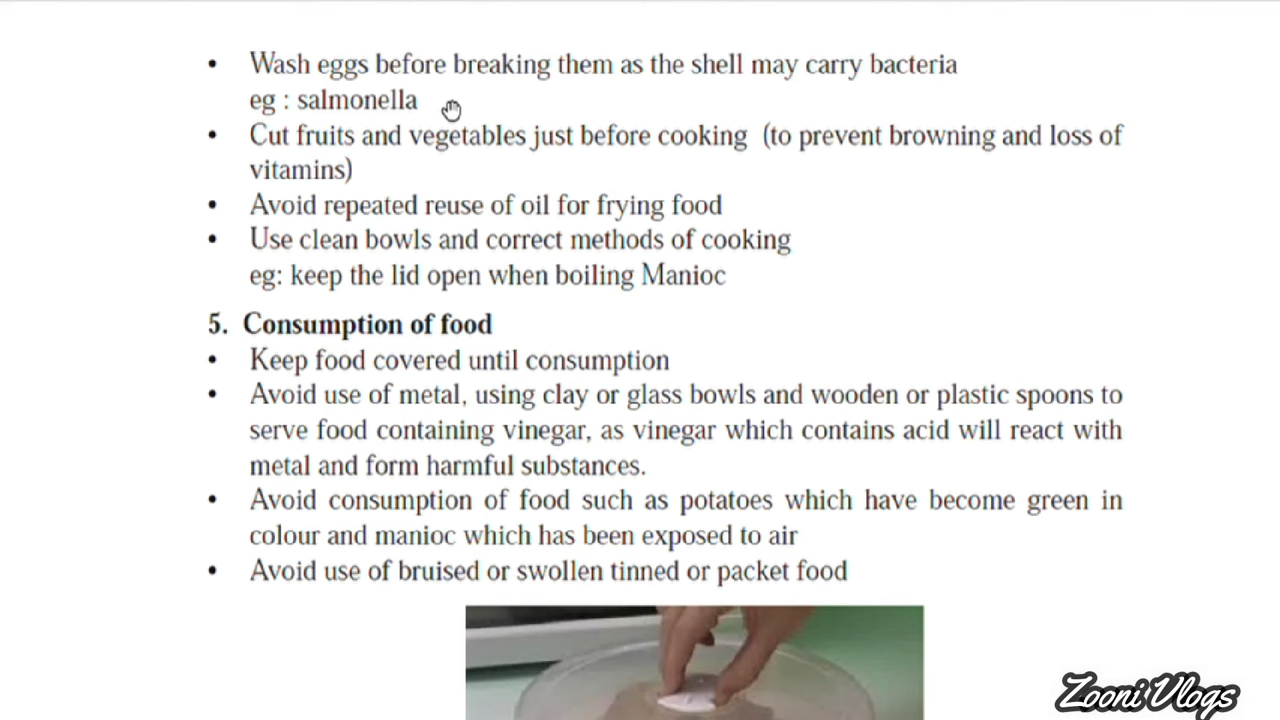 • Wash eggs before breaking them as the shell may carry bacteria
eg : salmonella
• Cut fruits and vegetables just before cooking (to prevent browning and loss of
vitamins)
• Avoid repeated reuse of oil for frying food
• Use clean bowls and correct methods of cooking
eg: keep the lid open when boiling Manioc
5. Consumption of food
• Keep food covered until consumption
• Avoid use of metal, using clay or glass bowls and wooden or plastic spoons to
serve food containing vinegar, as vinegar which contains acid will react with
metal and form harmful substances.
• Avoid consumption of food such as potatoes which have become green in
colour and manioc which has been exposed to air
• Avoid use of bruised or swollen tinned or packet food
Zooni Vlogs